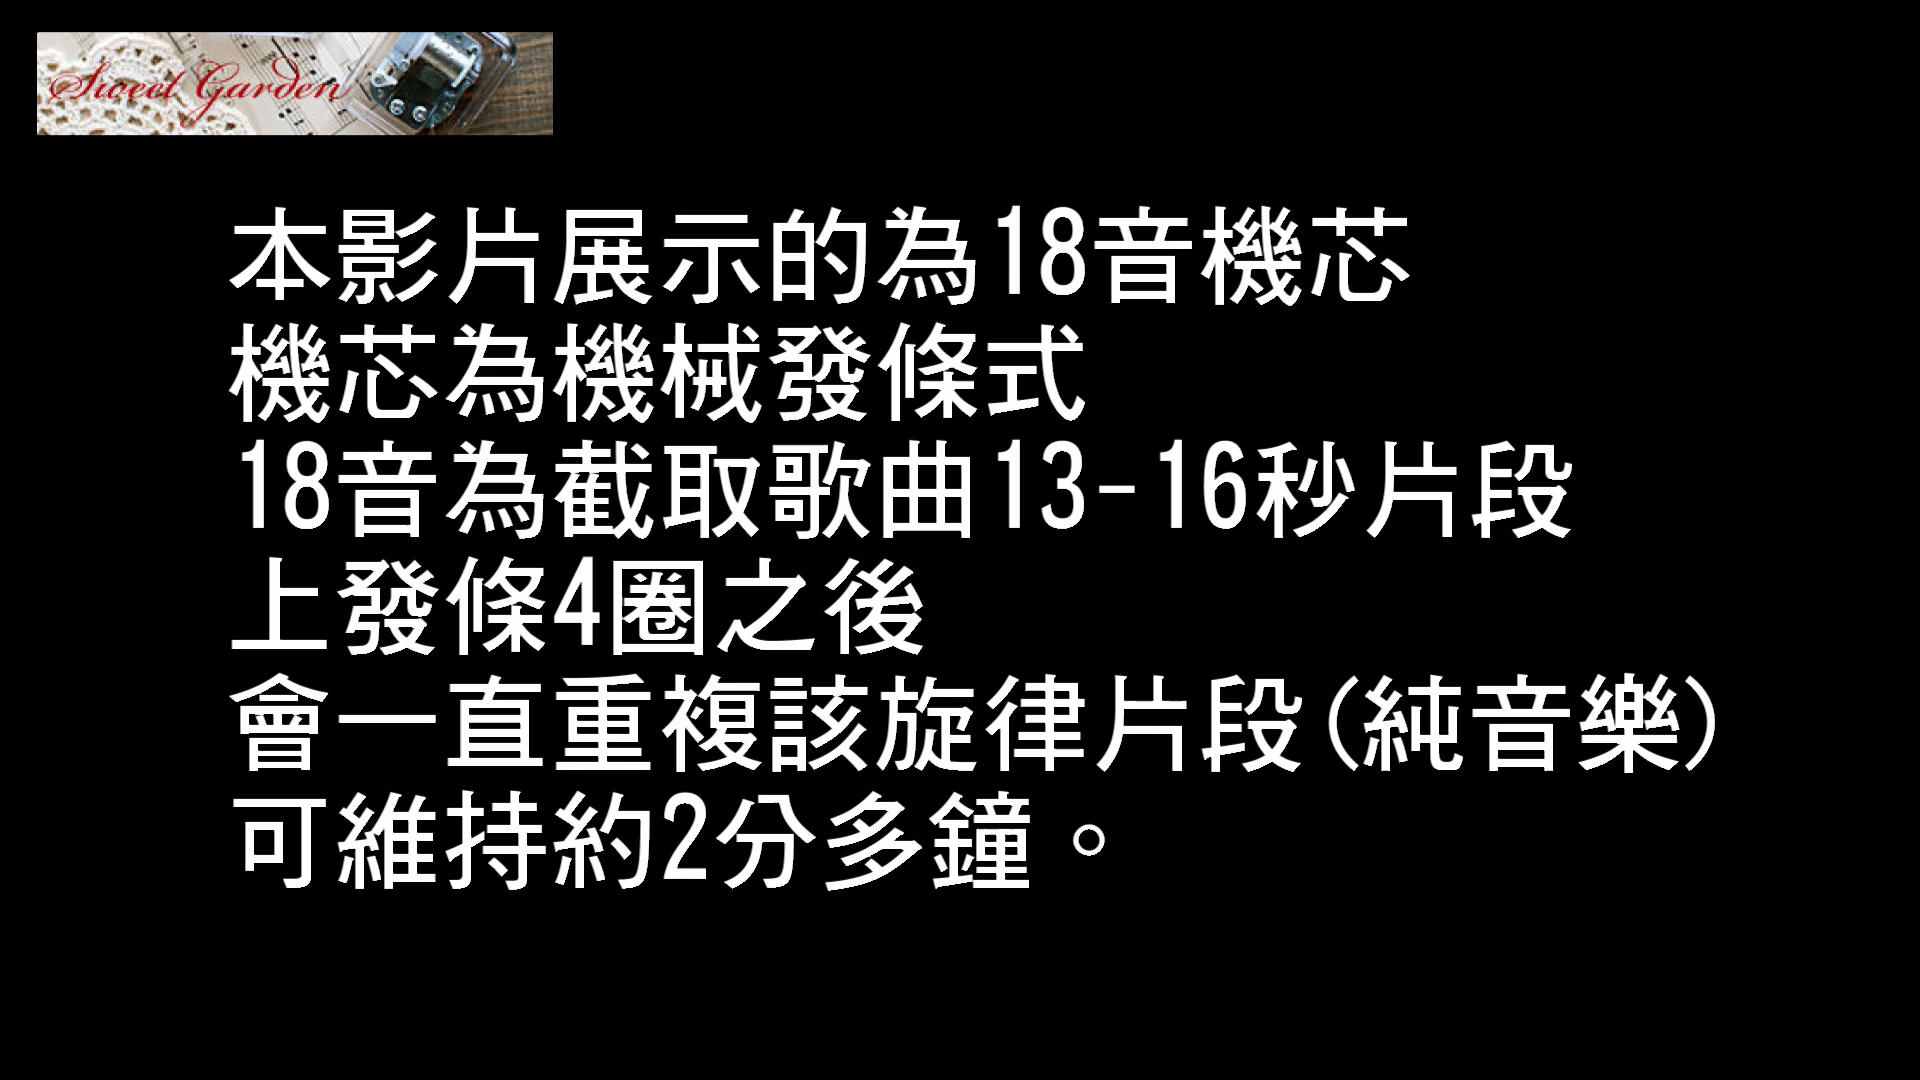 Sweet Garden
本影片展示的為18音機芯
機芯為機械發條式
18音為截取歌曲13-16秒片段
上發條4圈之後
會一直重複該旋律片段(純音樂)
可維持約2分多鐘。